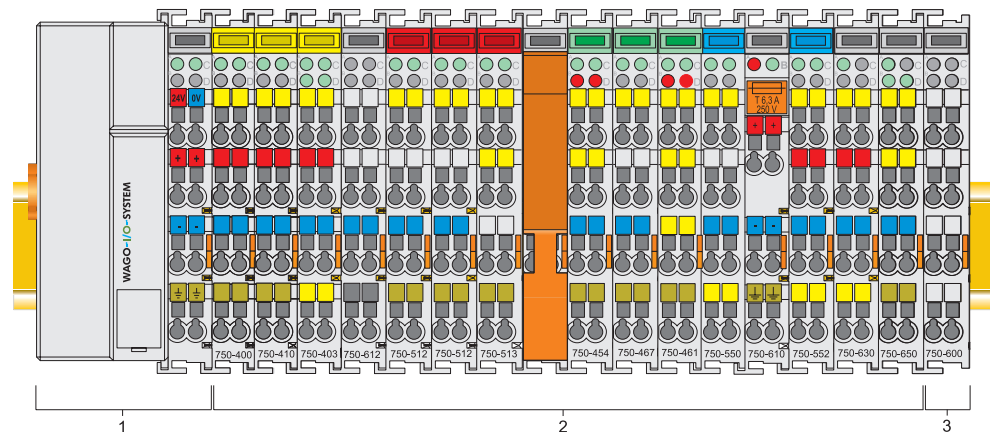 C C C C C C C C C C C B C C C C
D D D D D D D D D D D D D D D
24V 0V
T 6,3 A
250 V
+ +
+ +
- -
- -
WAGO-I/O-SYSTEM
750-400 750-410 750-403 750-612 750-512 750-512 750-513 750-454 750-467 750-461 750-550 750-610 750-552 750-630 750-650 750-600
1 2 3